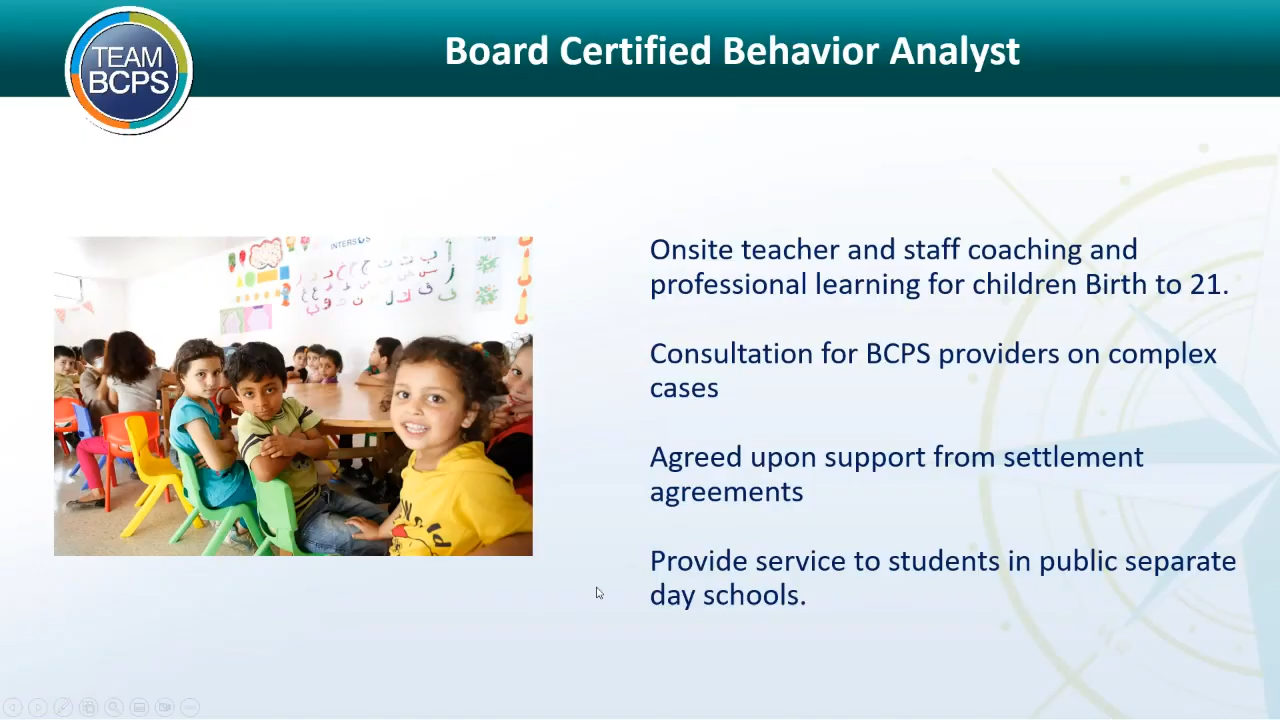 TEAM
BCPS
Board Certified Behavior Analyst
Onsite teacher and staff coaching and
professional learning for children Birth to 21.
Consultation for BCPS providers on complex
cases
Agreed upon support from settlement
agreements
Provide service to students in public separate
day schools.
INTERSOS